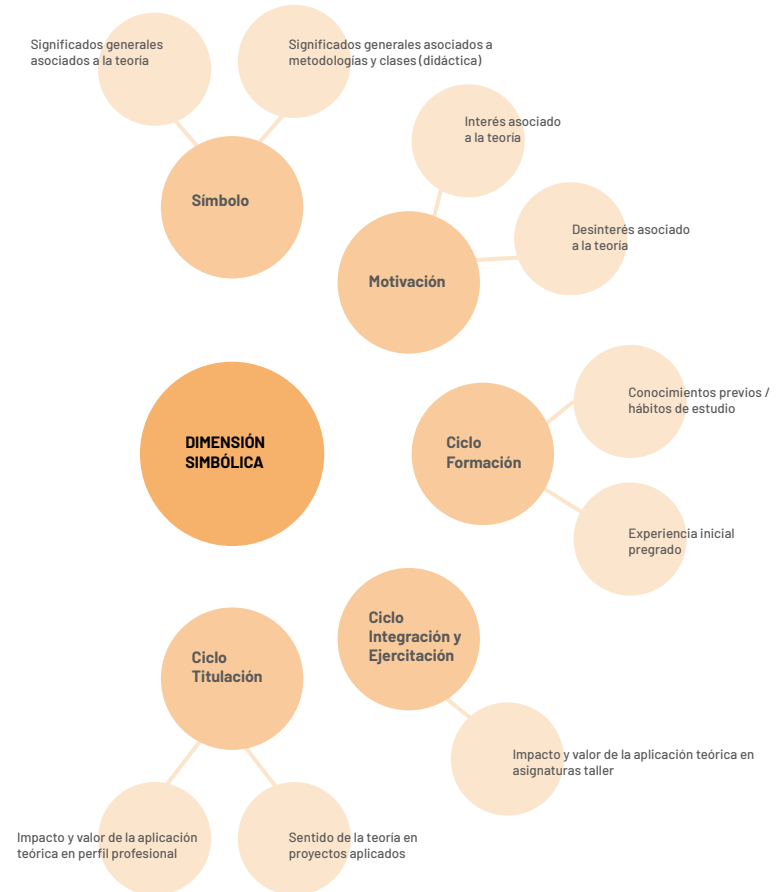 Significados generales
asociados a la teoría
Significados generales asociados a
metodologías y clases (didáctica)
Símbolo
Interés asociado
a la teoría
Desinterés asociado
a la teoría
Motivación
DIMENSIÓN
SIMBÓLICA
Ciclo
Formación
Conocimientos previos /
hábitos de estudio
Experiencia inicial
pregrado
Ciclo
Integración y
Ejercitación
Impacto y valor de la aplicación teórica en
asignaturas taller
Ciclo
Titulación
Impacto y valor de la aplicación
teórica en perfil profesional
Sentido de la teoría en
proyectos aplicados